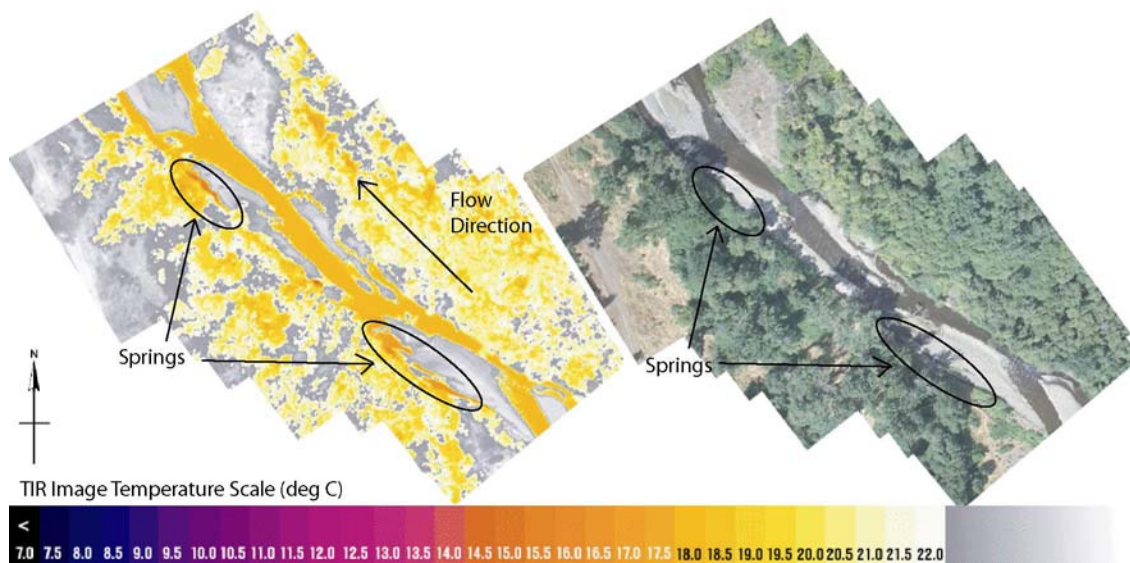 Flow
Direction
Springs
Springs
N
TIR Image Temperature Scale (deg C)
<
7.0 7.5 8.0 8.5 9.0 9.5 10.0 10.5 11.0 11.5 12.0 12.5 13.0 13.5 14.0 14.5 15.0 15.5 16.0 16.5 17.0 17.5 18.0 18.5 19.0 19.5 20.0 20.5 21.0 21.5 22.0